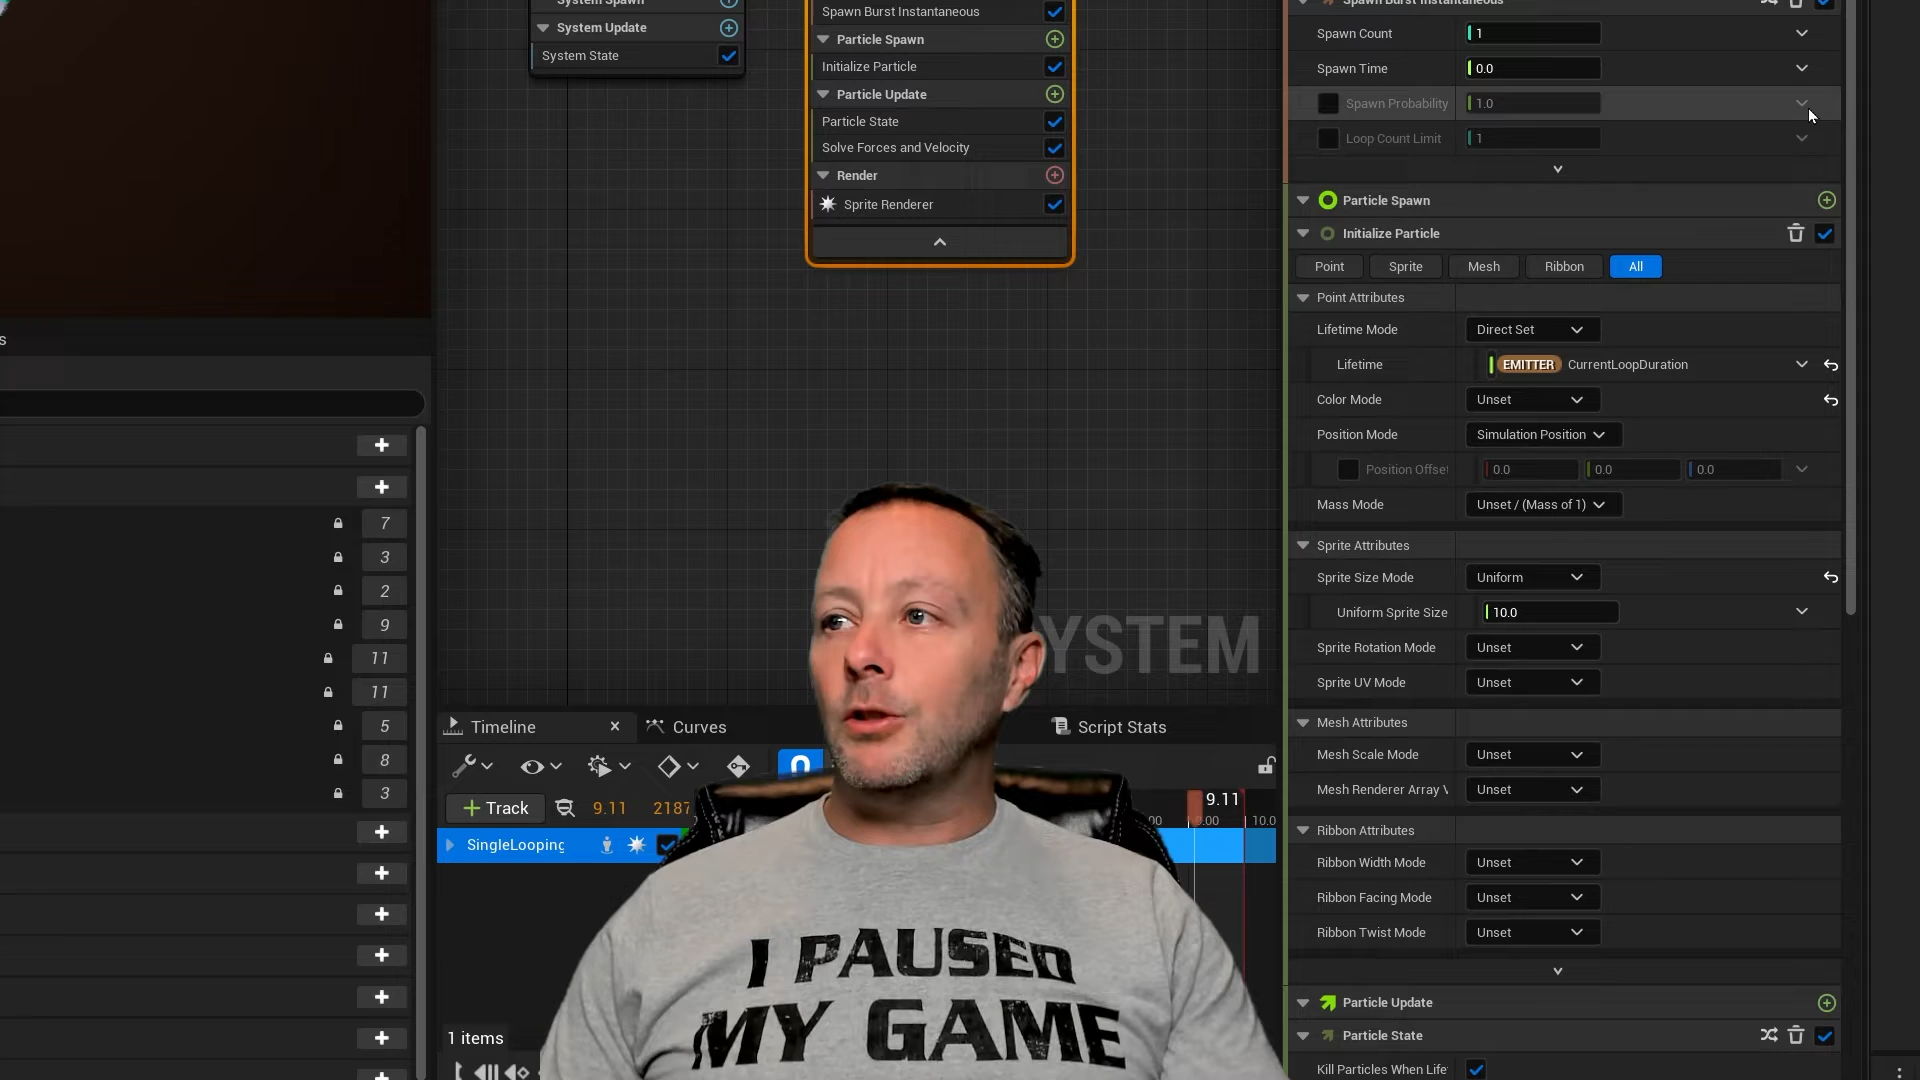 System Spawn
System Update
System State
Spawn Burst Instantaneous
Particle Spawn
Initialize Particle
Particle Update
Particle State
Solve Forces and Velocity
Render
Sprite Renderer
s
7
3
2
9
11
11
5
8
3
YSTEM
Timeline
Curves
Script Stats
Track
9.11
2187
9.11
10.0
SingleLooping
1 items
I PAUSED
MY GAME
Spawn Burst Instantaneous
Spawn Count 1
Spawn Time 0.0
Spawn Probability 1.0
Loop Count Limit 1
Particle Spawn
Initialize Particle
Point Sprite Mesh Ribbon All
Point Attributes
Lifetime Mode Direct Set
Lifetime EMITTER CurrentLoopDuration
Color Mode Unset
Position Mode Simulation Position
Position Offset 0.0 0.0 0.0
Mass Mode Unset / (Mass of 1)
Sprite Attributes
Sprite Size Mode Uniform
Uniform Sprite Size 10.0
Sprite Rotation Mode Unset
Sprite UV Mode Unset
Mesh Attributes
Mesh Scale Mode Unset
Mesh Renderer Array Unset
Ribbon Attributes
Ribbon Width Mode Unset
Ribbon Facing Mode Unset
Ribbon Twist Mode Unset
Particle Update
Particle State
Kill Particles When Life